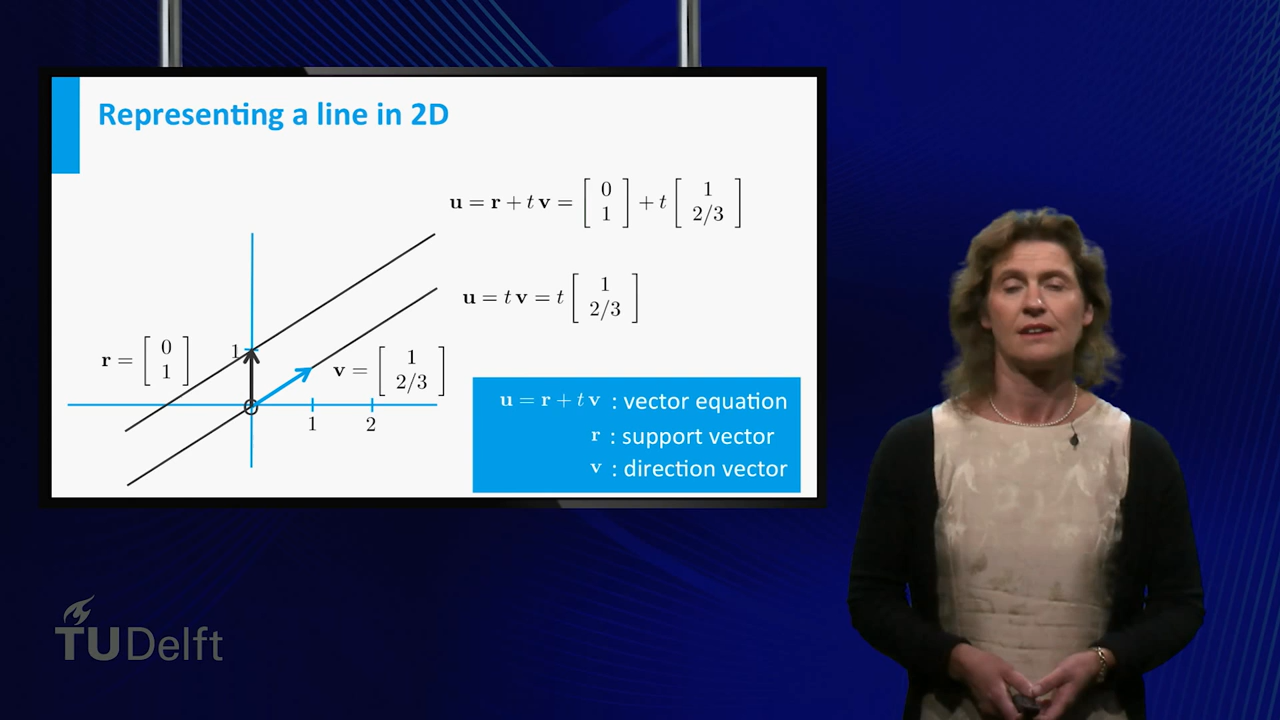 Representing a line in 2D
u = r + t v = [ 0 1 ] + t [ 1 2/3 ]
u = t v = t [ 1 2/3 ]
r = [ 0 1 ]
1
v = [ 1 2/3 ]
1 2
u = r + t v : vector equation
r : support vector
v : direction vector
TU Delft